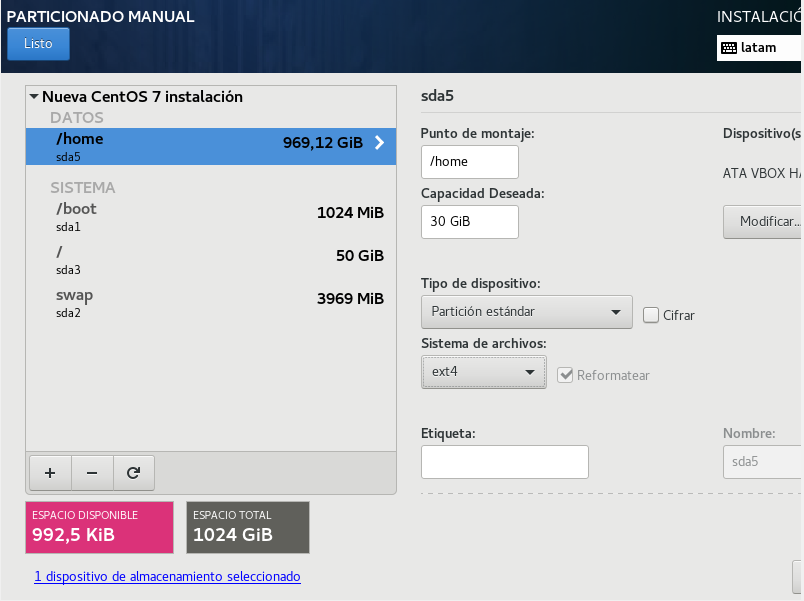 PARTICIONADO MANUAL
INSTALACIÓ
Listo
latam
Nueva CentOS 7 instalación
DATOS
/home
969,12 GiB
sda5
SISTEMA
/boot
1024 MiB
sda1
/
50 GiB
sda3
swap
3969 MiB
sda2
+
−
ESPACIO DISPONIBLE
992,5 KiB
ESPACIO TOTAL
1024 GiB
1 dispositivo de almacenamiento seleccionado
sda5
Punto de montaje:
Dispositivo(s
/home
ATA VBOX HA
Capacidad Deseada:
30 GiB
Modificar...
Tipo de dispositivo:
Partición estándar
Cifrar
Sistema de archivos:
ext4
Reformatear
Etiqueta:
Nombre:
sda5